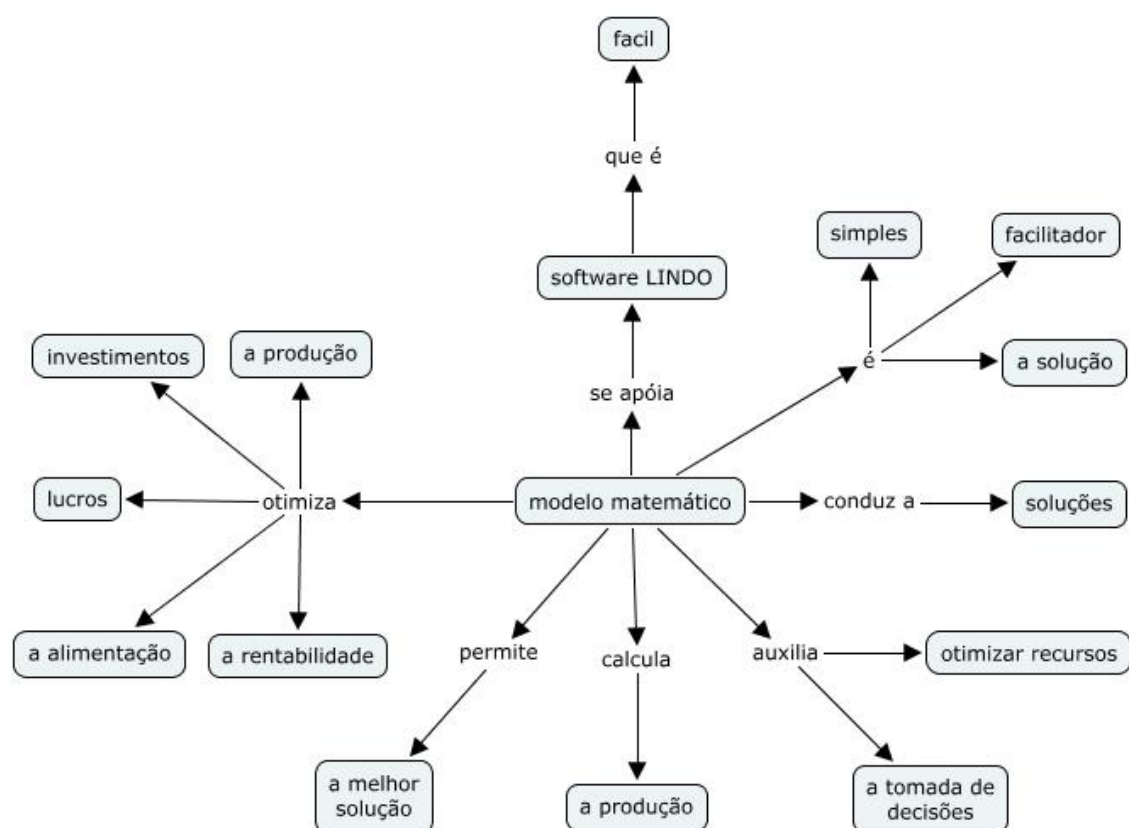 facil
que é
simples
facilitador
software LINDO
investimentos
a produção
é
a solução
se apóia
lucros
otimiza
modelo matemático
conduz a
soluções
a alimentação
a rentabilidade
permite
calcula
auxilia
otimizar recursos
a melhor
solução
a produção
a tomada de
decisões